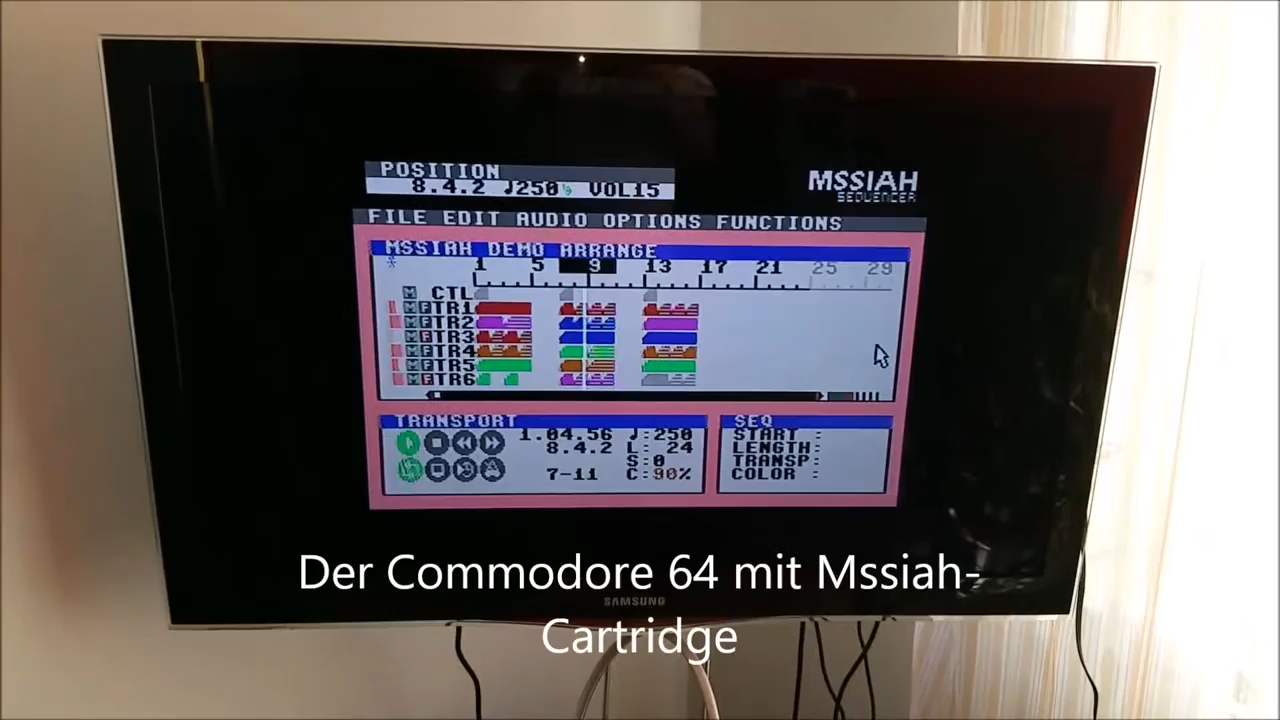 POSITION
8.4.2 ♩250 VOL15
MSSIAH
SEQUENCER
FILE EDIT AUDIO OPTIONS FUNCTIONS
MSSIAH DEMO ARRANGE
1 5 9 13 17 21 25 29
M CTL
M F TR1
M F TR2
M F TR3
M F TR4
M F TR5
M F TR6
TRANSPORT
1.04.56 ♩:250
8.4.2 L: 24
S:0
7-11 C:90%
SEQ
START :
LENGTH:
TRANSP:
COLOR :
Der Commodore 64 mit Mssiah-
SAMSUNG
Cartridge